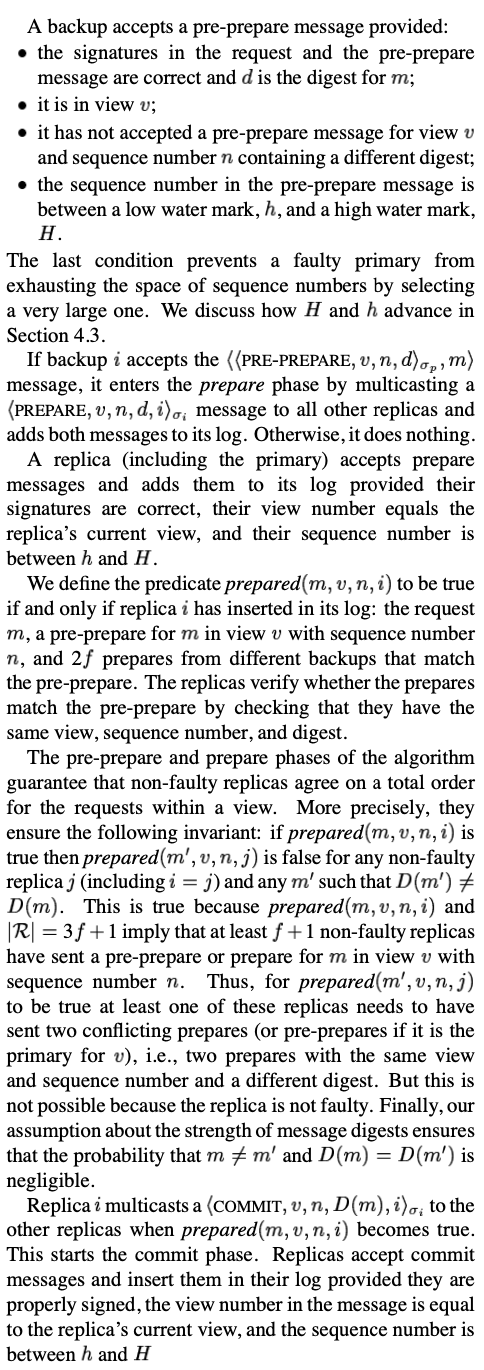 A backup accepts a pre-prepare message provided:
• the signatures in the request and the pre-prepare
message are correct and d is the digest for m;
• it is in view v;
• it has not accepted a pre-prepare message for view v
and sequence number n containing a different digest;
• the sequence number in the pre-prepare message is
between a low water mark, h, and a high water mark,
H.
The last condition prevents a faulty primary from
exhausting the space of sequence numbers by selecting
a very large one. We discuss how H and h advance in
Section 4.3.
If backup i accepts the ⟨⟨PRE-PREPARE, v, n, d⟩σₚ, m⟩
message, it enters the prepare phase by multicasting a
⟨PREPARE, v, n, d, i⟩σᵢ message to all other replicas and
adds both messages to its log. Otherwise, it does nothing.
A replica (including the primary) accepts prepare
messages and adds them to its log provided their
signatures are correct, their view number equals the
replica's current view, and their sequence number is
between h and H.
We define the predicate prepared(m, v, n, i) to be true
if and only if replica i has inserted in its log: the request
m, a pre-prepare for m in view v with sequence number
n, and 2f prepares from different backups that match
the pre-prepare. The replicas verify whether the prepares
match the pre-prepare by checking that they have the
same view, sequence number, and digest.
The pre-prepare and prepare phases of the algorithm
guarantee that non-faulty replicas agree on a total order
for the requests within a view. More precisely, they
ensure the following invariant: if prepared(m, v, n, i) is
true then prepared(m′, v, n, j) is false for any non-faulty
replica j (including i = j) and any m′ such that D(m′) ≠
D(m). This is true because prepared(m, v, n, i) and
|R| = 3f + 1 imply that at least f + 1 non-faulty replicas
have sent a pre-prepare or prepare for m in view v with
sequence number n. Thus, for prepared(m′, v, n, j)
to be true at least one of these replicas needs to have
sent two conflicting prepares (or pre-prepares if it is the
primary for v), i.e., two prepares with the same view
and sequence number and a different digest. But this is
not possible because the replica is not faulty. Finally, our
assumption about the strength of message digests ensures
that the probability that m ≠ m′ and D(m) = D(m′) is
negligible.
Replica i multicasts a ⟨COMMIT, v, n, D(m), i⟩σᵢ to the
other replicas when prepared(m, v, n, i) becomes true.
This starts the commit phase. Replicas accept commit
messages and insert them in their log provided they are
properly signed, the view number in the message is equal
to the replica's current view, and the sequence number is
between h and H